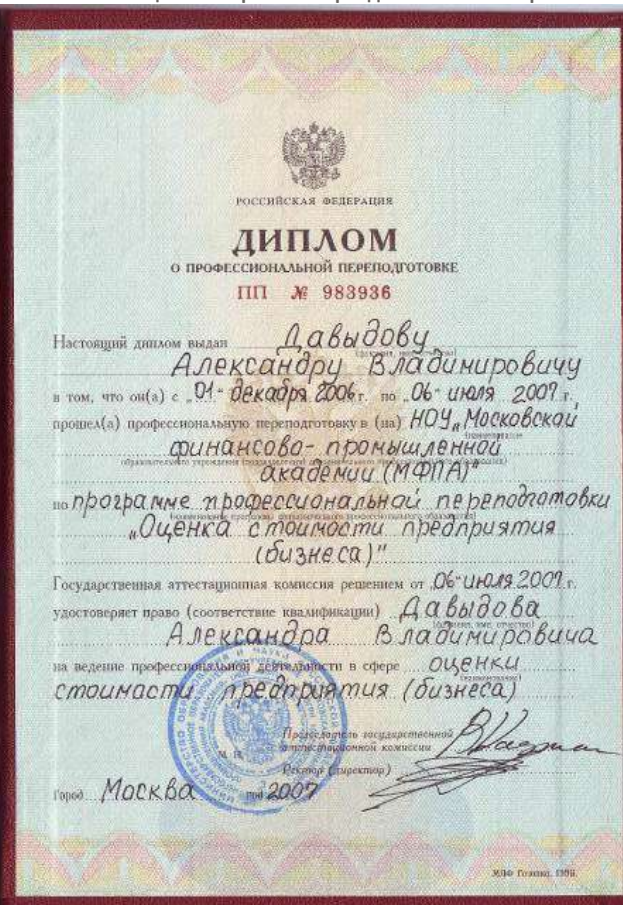 РОССИЙСКАЯ ФЕДЕРАЦИЯ
ДИПЛОМ
О ПРОФЕССИОНАЛЬНОЙ ПЕРЕПОДГОТОВКЕ
ПП № 983936
Настоящий диплом выдан Давыдову
Александру Владимировичу
в том, что он(а) с „01" декабря 2006 г. по „06" июля 2007 г.
прошел(а) профессиональную переподготовку в (на) НОУ „Московской
финансово-промышленной
академии (МФПА)"
по программе профессиональной переподготовки
„Оценка стоимости предприятия
(бизнеса)"
Государственная аттестационная комиссия решением от „06" июля 2007 г.
удостоверяет право (соответствие квалификации) Давыдова
(фамилия, имя, отчество)
Александра Владимировича
на ведение профессиональной деятельности в сфере оценки
стоимости предприятия (бизнеса)
Председатель государственной
аттестационной комиссии
Ректор (директор)
Город Москва год 2007